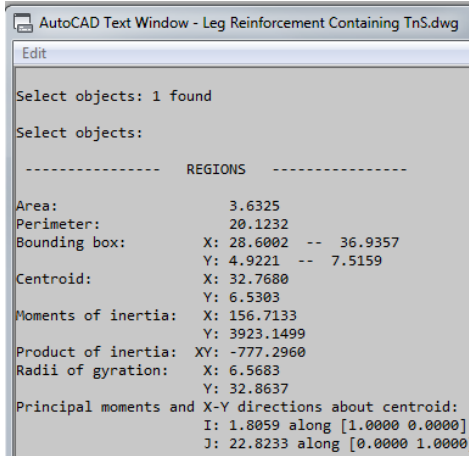 AutoCAD Text Window - Leg Reinforcement Containing TnS.dwg
Edit
Select objects: 1 found
Select objects:
---------------- REGIONS ----------------
Area: 3.6325
Perimeter: 20.1232
Bounding box: X: 28.6002 -- 36.9357
Y: 4.9221 -- 7.5159
Centroid: X: 32.7680
Y: 6.5303
Moments of inertia: X: 156.7133
Y: 3923.1499
Product of inertia: XY: -777.2960
Radii of gyration: X: 6.5683
Y: 32.8637
Principal moments and X-Y directions about centroid:
I: 1.8059 along [1.0000 0.0000]
J: 22.8233 along [0.0000 1.0000